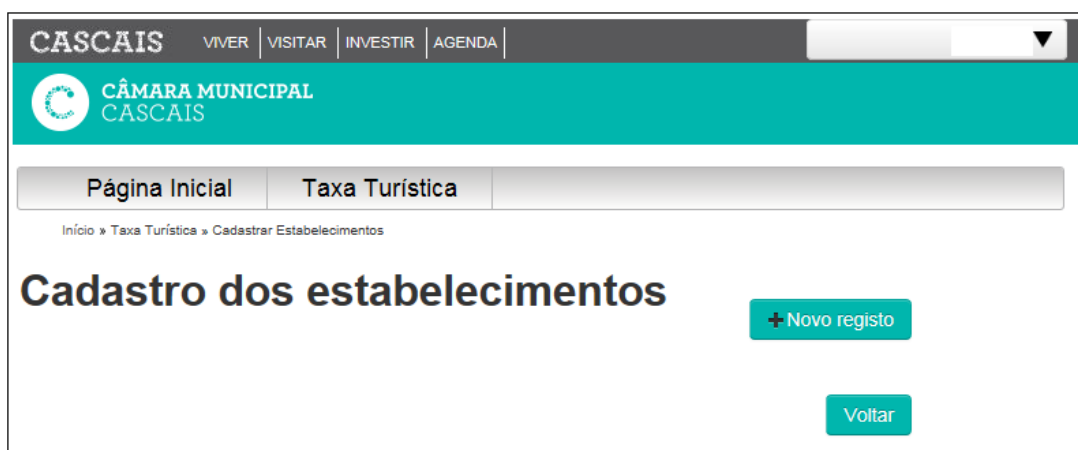 CASCAIS VIVER VISITAR INVESTIR AGENDA
CÂMARA MUNICIPAL
CASCAIS
Página Inicial Taxa Turística
Início » Taxa Turística » Cadastrar Estabelecimentos
Cadastro dos estabelecimentos
Novo registo
Voltar